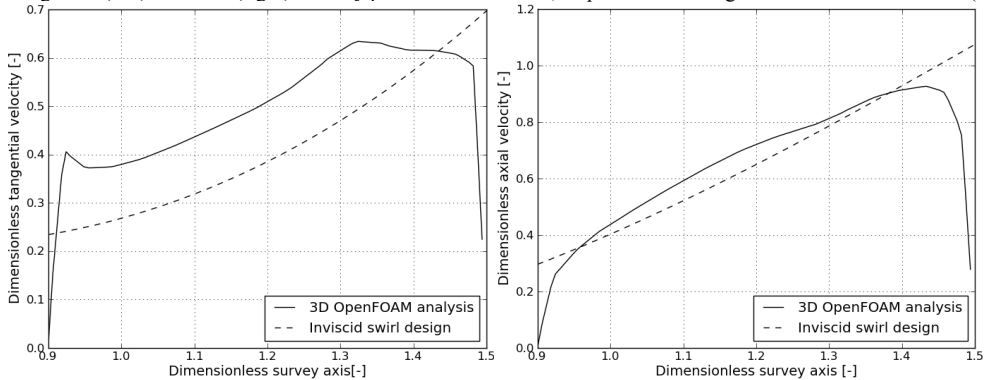 0.7
0.6
0.5
0.4
0.3
0.2
0.1
0.0
0.9 1.0 1.1 1.2 1.3 1.4 1.5
Dimensionless tangential velocity [-]
Dimensionless survey axis[-]
3D OpenFOAM analysis
Inviscid swirl design
1.2
1.0
0.8
0.6
0.4
0.2
0.0
0.9 1.0 1.1 1.2 1.3 1.4 1.5
Dimensionless axial velocity [-]
Dimensionless survey axis [-]
3D OpenFOAM analysis
Inviscid swirl design